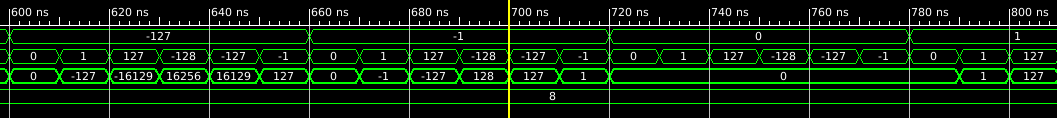 600 ns 620 ns 640 ns 660 ns 680 ns 700 ns 720 ns 740 ns 760 ns 780 ns 800 ns
-127 -1 0 1
0 1 127 -128 -127 -1 0 1 127 -128 -127 -1 0 1 127 -128 -127 -1 0 1 127
0 -127 -16129 16256 16129 127 0 -1 -127 128 127 1 0 1 127
8